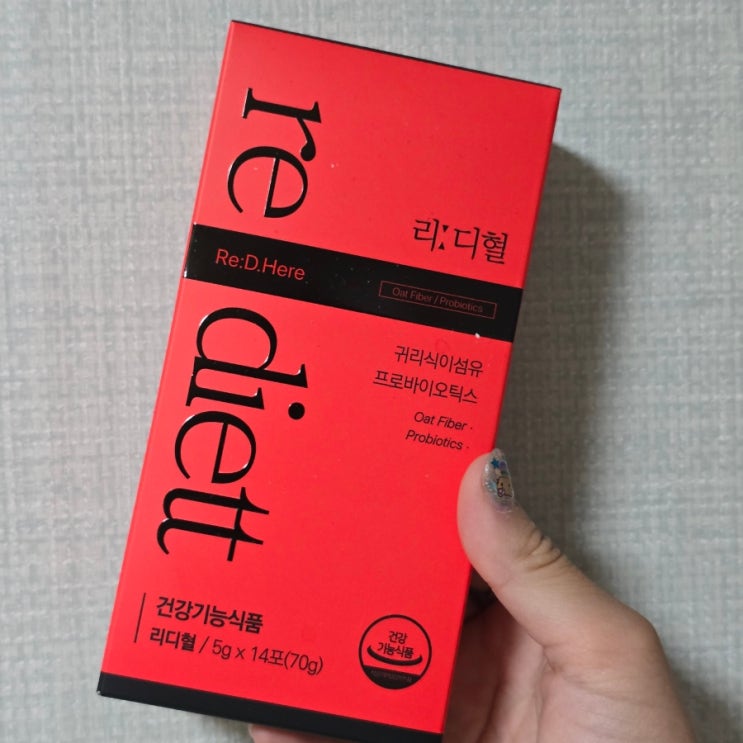 re diett
리:디혈
Re:D.Here
Oat Fiber / Probiotics
귀리식이섬유
프로바이오틱스
Oat Fiber ·
Probiotics ·
건강기능식품
리디혈 / 5g x 14포(70g)
건강
기능식품